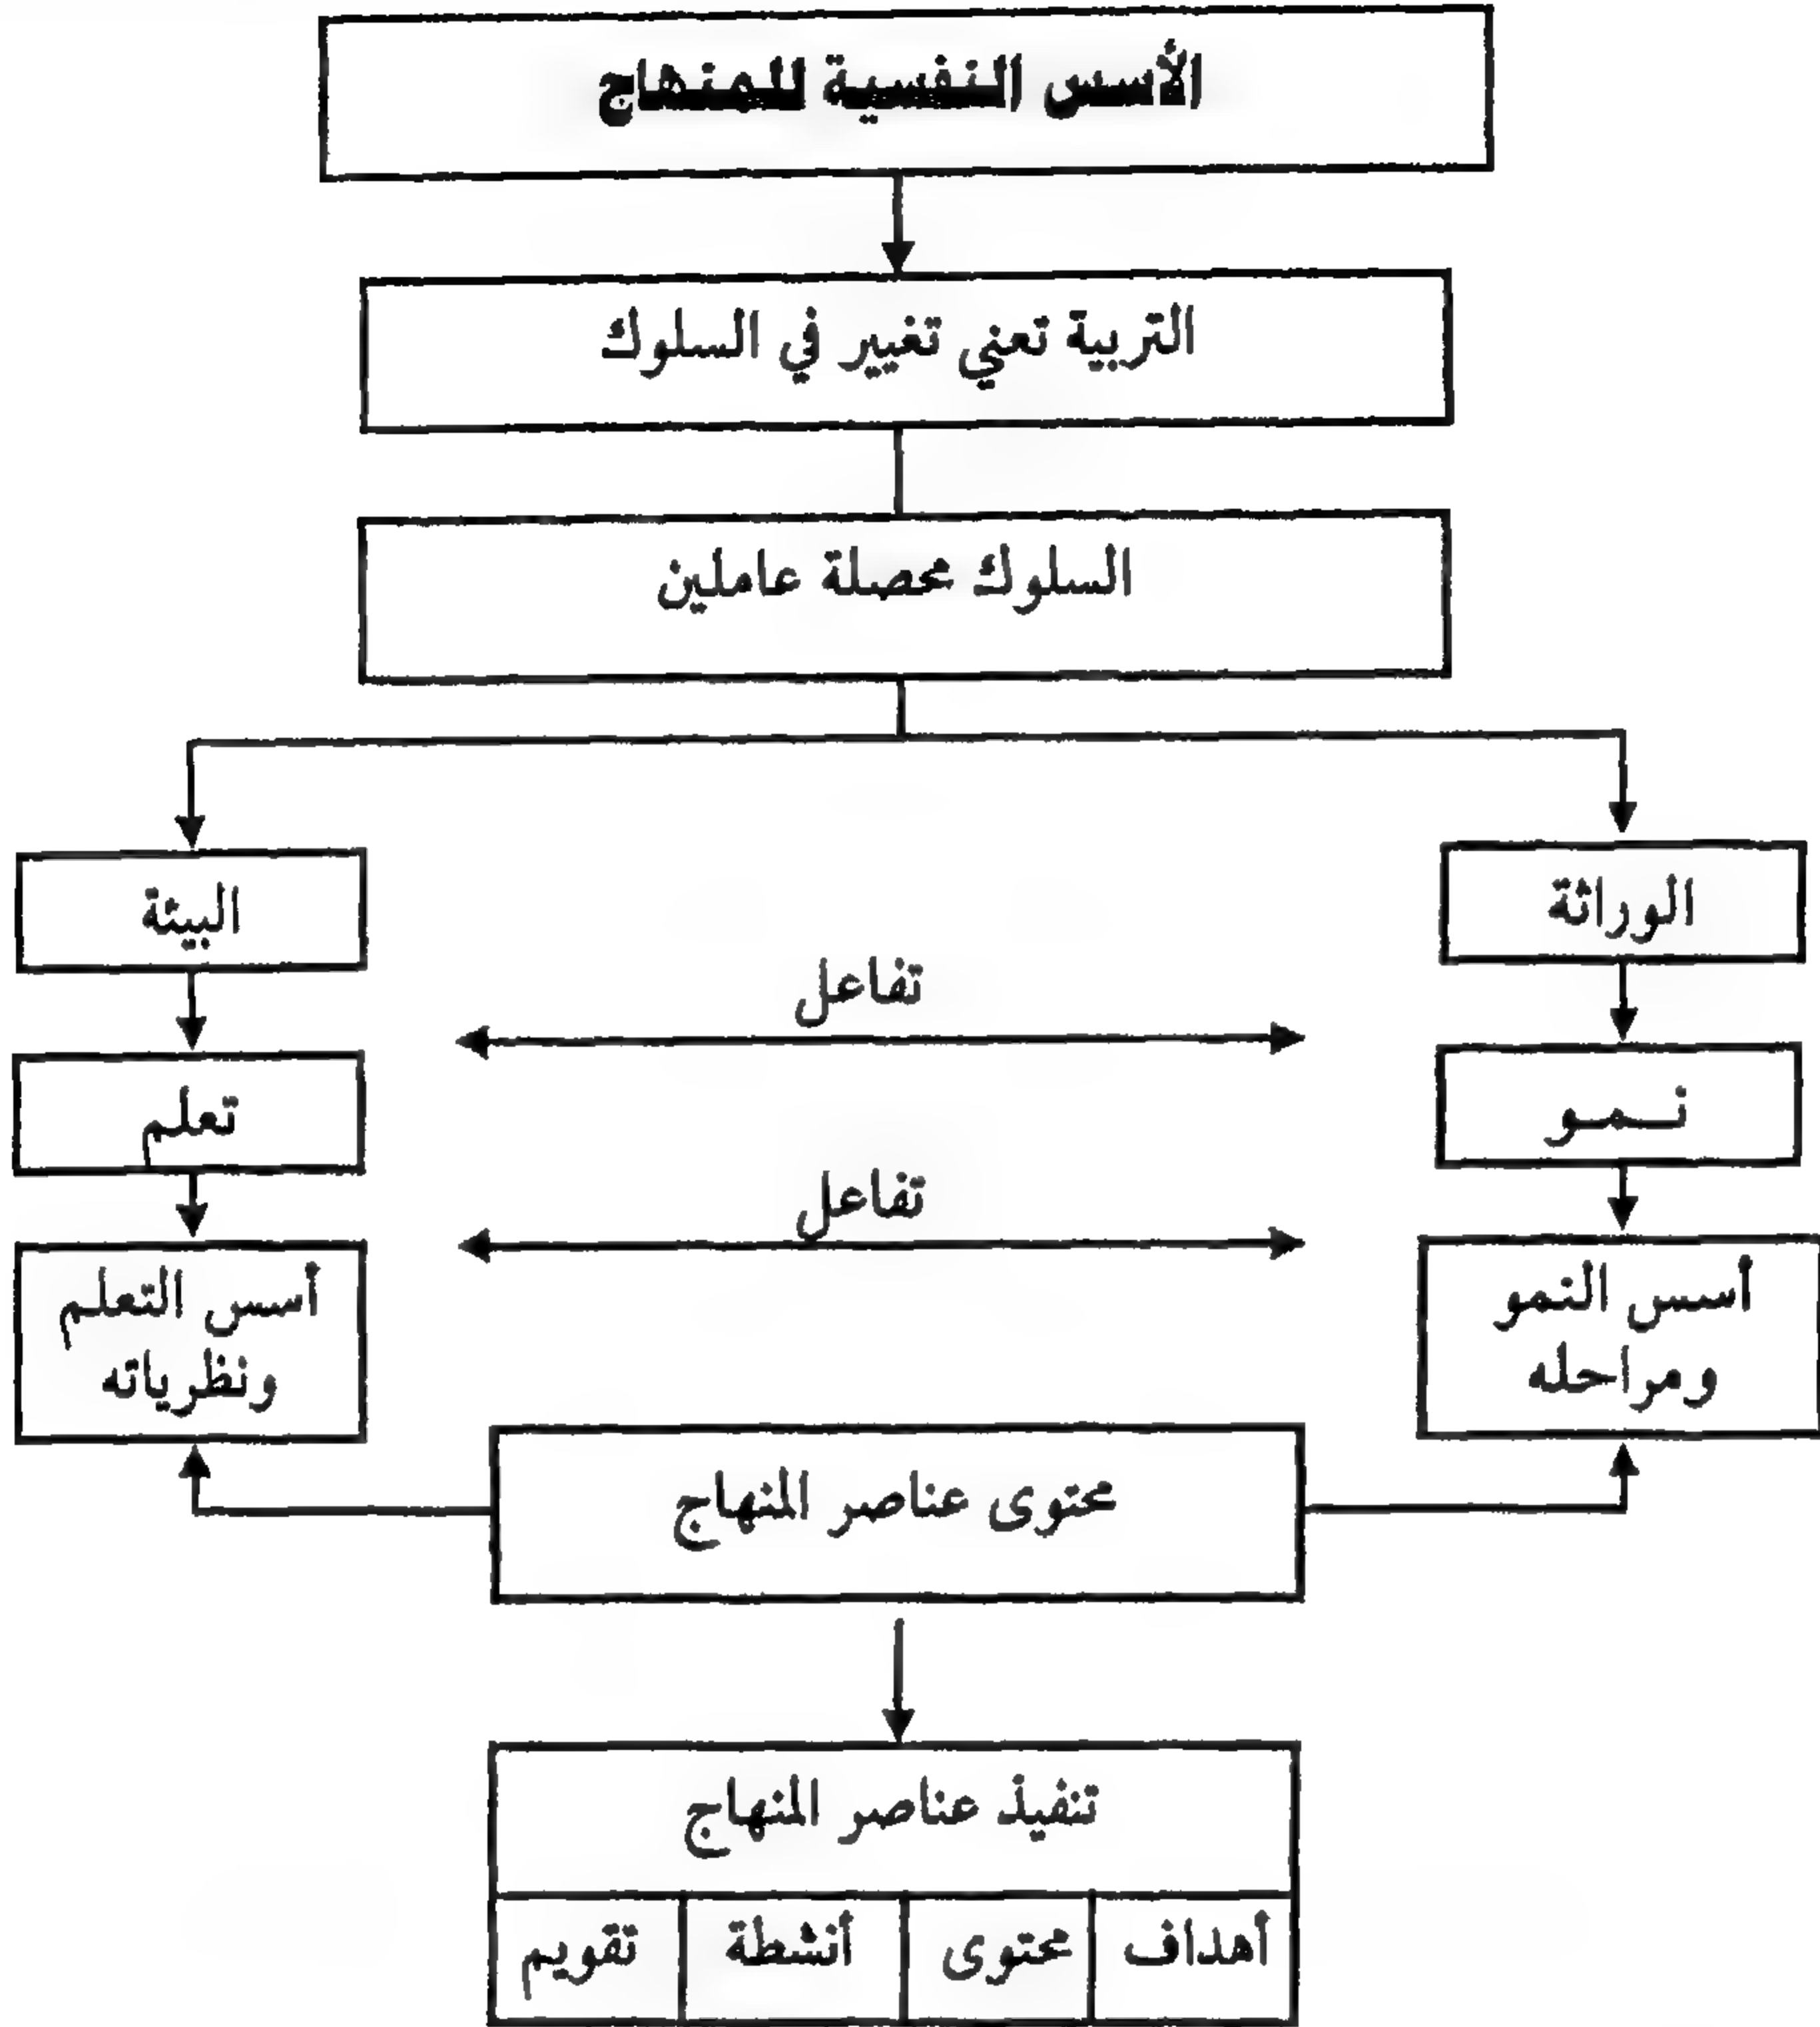 الأسس النفسية للمنهاج
التربية تعني تغيير في السلوك
السلوك محصلة عاملين
الوراثة
البيئة
تفاعل
نـمـو
تعلم
تفاعل
أسس النمو
ومراحله
أسس التعلم
ونظرياته
محتوى عناصر المنهاج
تنفيذ عناصر المنهاج
أهداف محتوى أنشطة تقويم